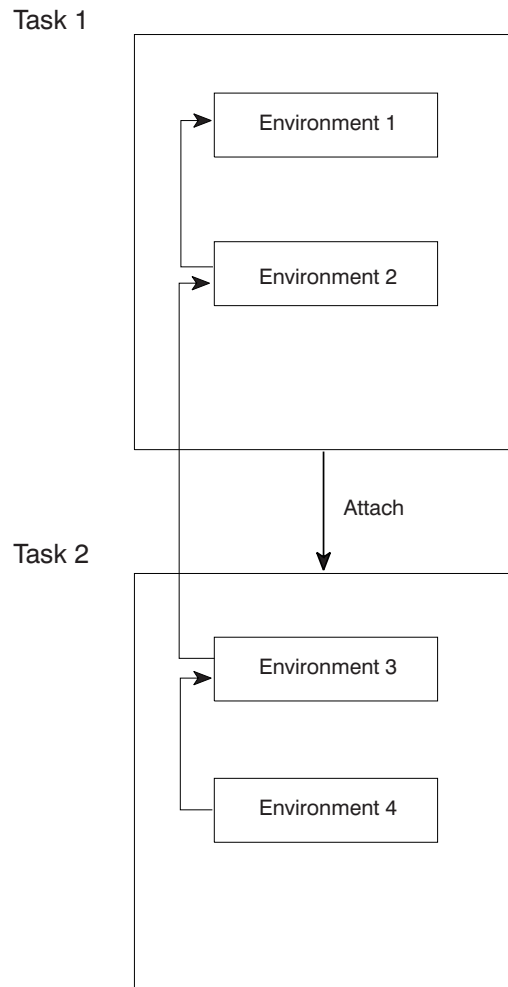 Task 1
Environment 1
Environment 2
Attach
Task 2
Environment 3
Environment 4